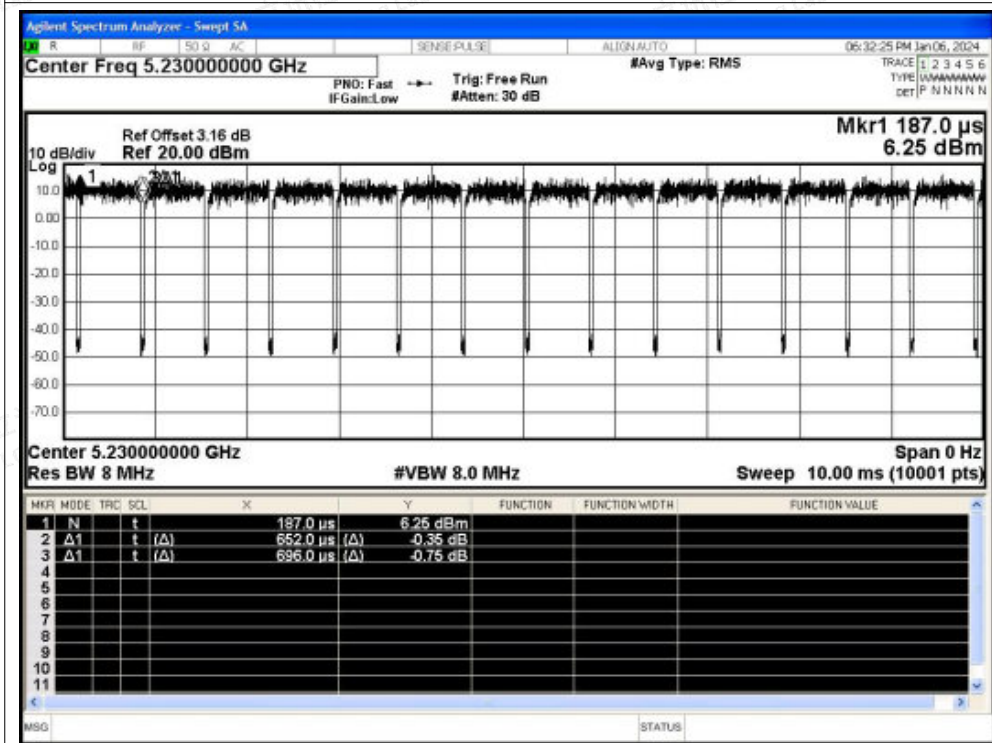 Agilent Spectrum Analyzer - Swept SA
R RF 50 Ω AC SENSE:PULSE ALIGN AUTO 06:32:25 PM Jan 06, 2024
Center Freq 5.230000000 GHz #Avg Type: RMS TRACE 1 2 3 4 5 6
PNO: Fast Trig: Free Run TYPE WWWWWW
IFGain:Low #Atten: 30 dB DET P N N N N N
Mkr1 187.0 µs
Ref Offset 3.16 dB
10 dB/div Ref 20.00 dBm 6.25 dBm
Log
1
10.0
0.00
-10.0
-20.0
-30.0
-40.0
-50.0
-60.0
-70.0
Center 5.230000000 GHz Span 0 Hz
Res BW 8 MHz #VBW 8.0 MHz Sweep 10.00 ms (10001 pts)
MKR MODE TRC SCL X Y FUNCTION FUNCTION WIDTH FUNCTION VALUE
1 N t 187.0 µs 6.25 dBm
2 Δ1 t (Δ) 652.0 µs (Δ) -0.35 dB
3 Δ1 t (Δ) 696.0 µs (Δ) -0.75 dB
4
5
6
7
8
9
10
11
MSG STATUS